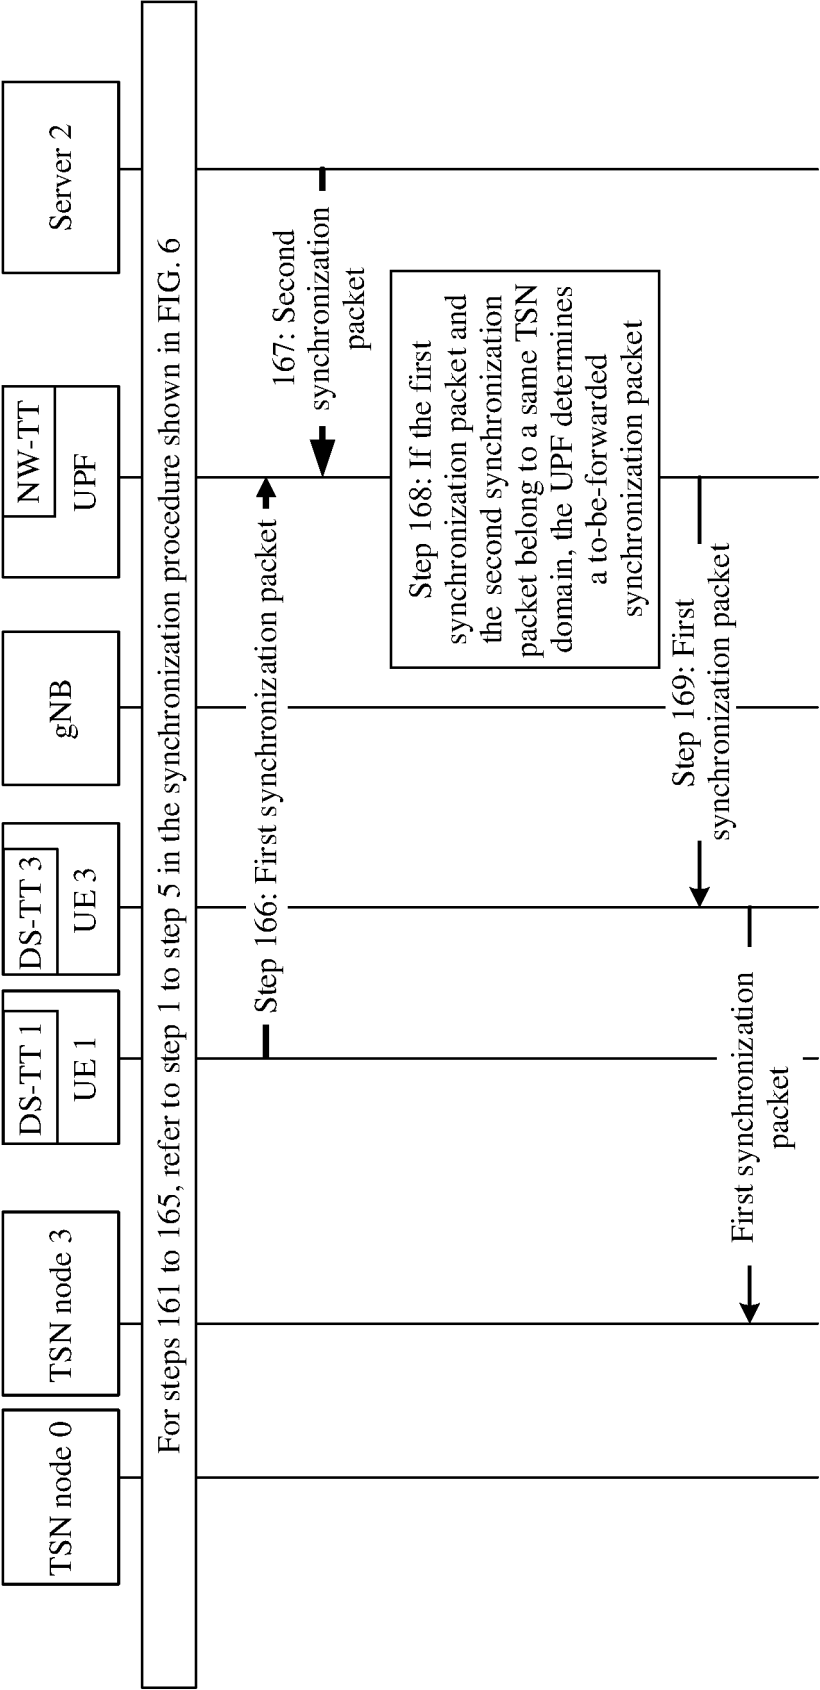 TSN node 0
TSN node 3
DS-TT 1
UE 1
DS-TT 3
UE 3
gNB
NW-TT
UPF
Server 2
For steps 161 to 165, refer to step 1 to step 5 in the synchronization procedure shown in FIG. 6
Step 166: First synchronization packet
167: Second
synchronization
packet
Step 168: If the first
synchronization packet and
the second synchronization
packet belong to a same TSN
domain, the UPF determines
a to-be-forwarded
synchronization packet
Step 169: First
synchronization packet
First synchronization
packet